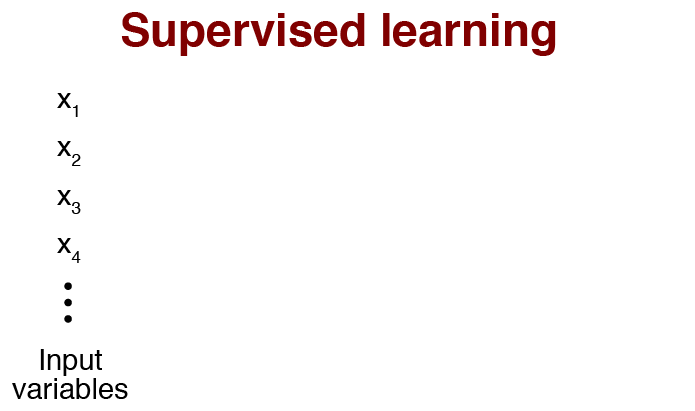 Supervised learning
x₁
x₂
x₃
x₄
Input
variables